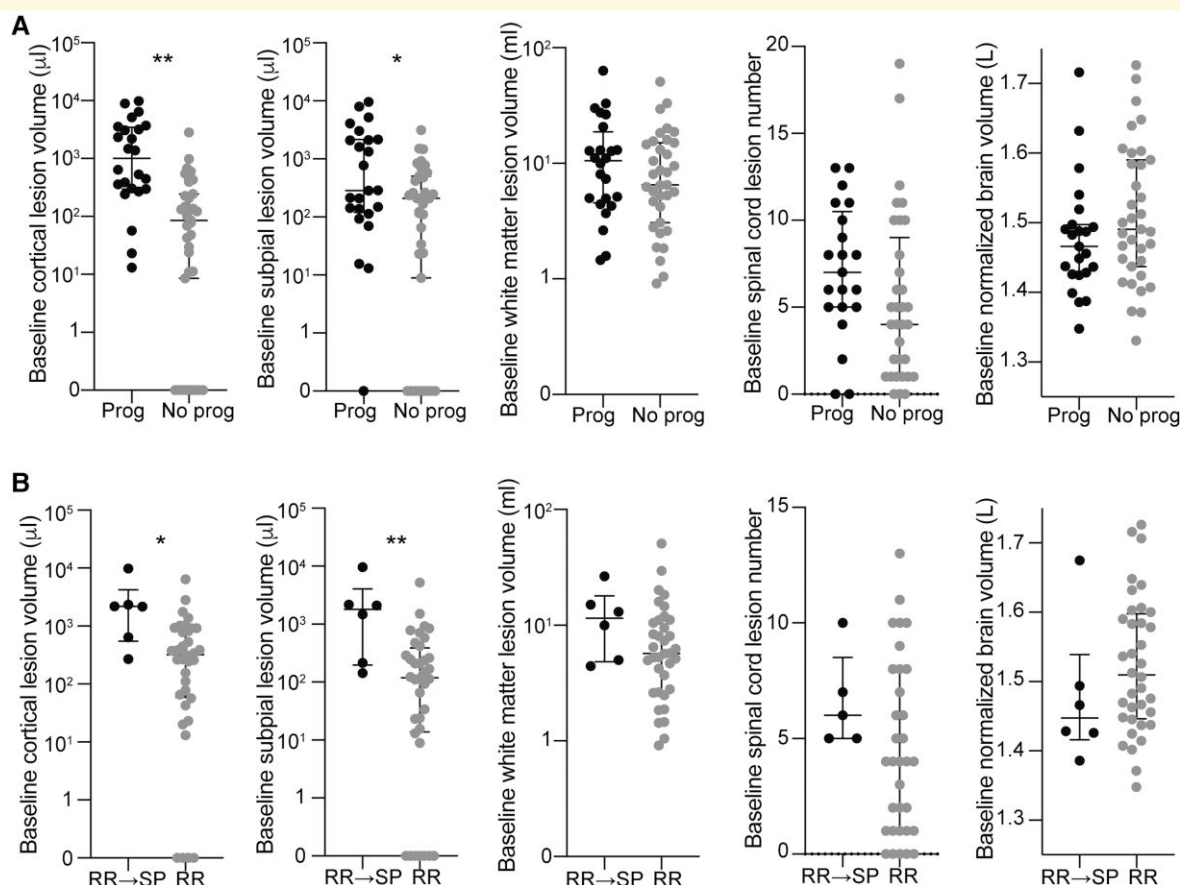 A
Baseline cortical lesion volume (μl)
10⁵
10⁴
10³
10²
10¹
1
0
**
Prog No prog
Baseline subpial lesion volume (μl)
10⁵
10⁴
10³
10²
10¹
1
0
*
Prog No prog
Baseline white matter lesion volume (ml)
10²
10¹
1
0
Prog No prog
Baseline spinal cord lesion number
20
15
10
5
0
Prog No prog
Baseline normalized brain volume (L)
1.7
1.6
1.5
1.4
1.3
Prog No prog
B
Baseline cortical lesion volume (μl)
10⁵
10⁴
10³
10²
10¹
1
0
*
RR→SP RR
Baseline subpial lesion volume (μl)
10⁵
10⁴
10³
10²
10¹
1
0
**
RR→SP RR
Baseline white matter lesion volume (ml)
10²
10¹
1
0
RR→SP RR
Baseline spinal cord lesion number
15
10
5
0
RR→SP RR
Baseline normalized brain volume (L)
1.7
1.6
1.5
1.4
1.3
RR→SP RR